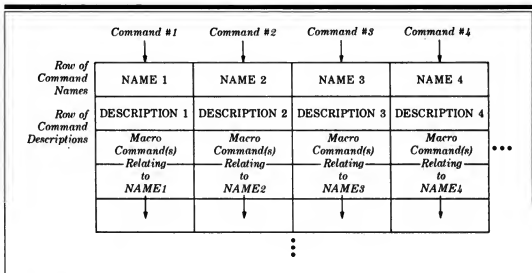 Command #1 Command #2 Command #3 Command #4
Row of Command Names
NAME 1 NAME 2 NAME 3 NAME 4
Row of Command Descriptions
DESCRIPTION 1 DESCRIPTION 2 DESCRIPTION 3 DESCRIPTION 4
Macro Macro Macro Macro
Command(s) Command(s) Command(s) Command(s)
Relating Relating Relating Relating
to to to to
NAME1 NAME2 NAME3 NAME4